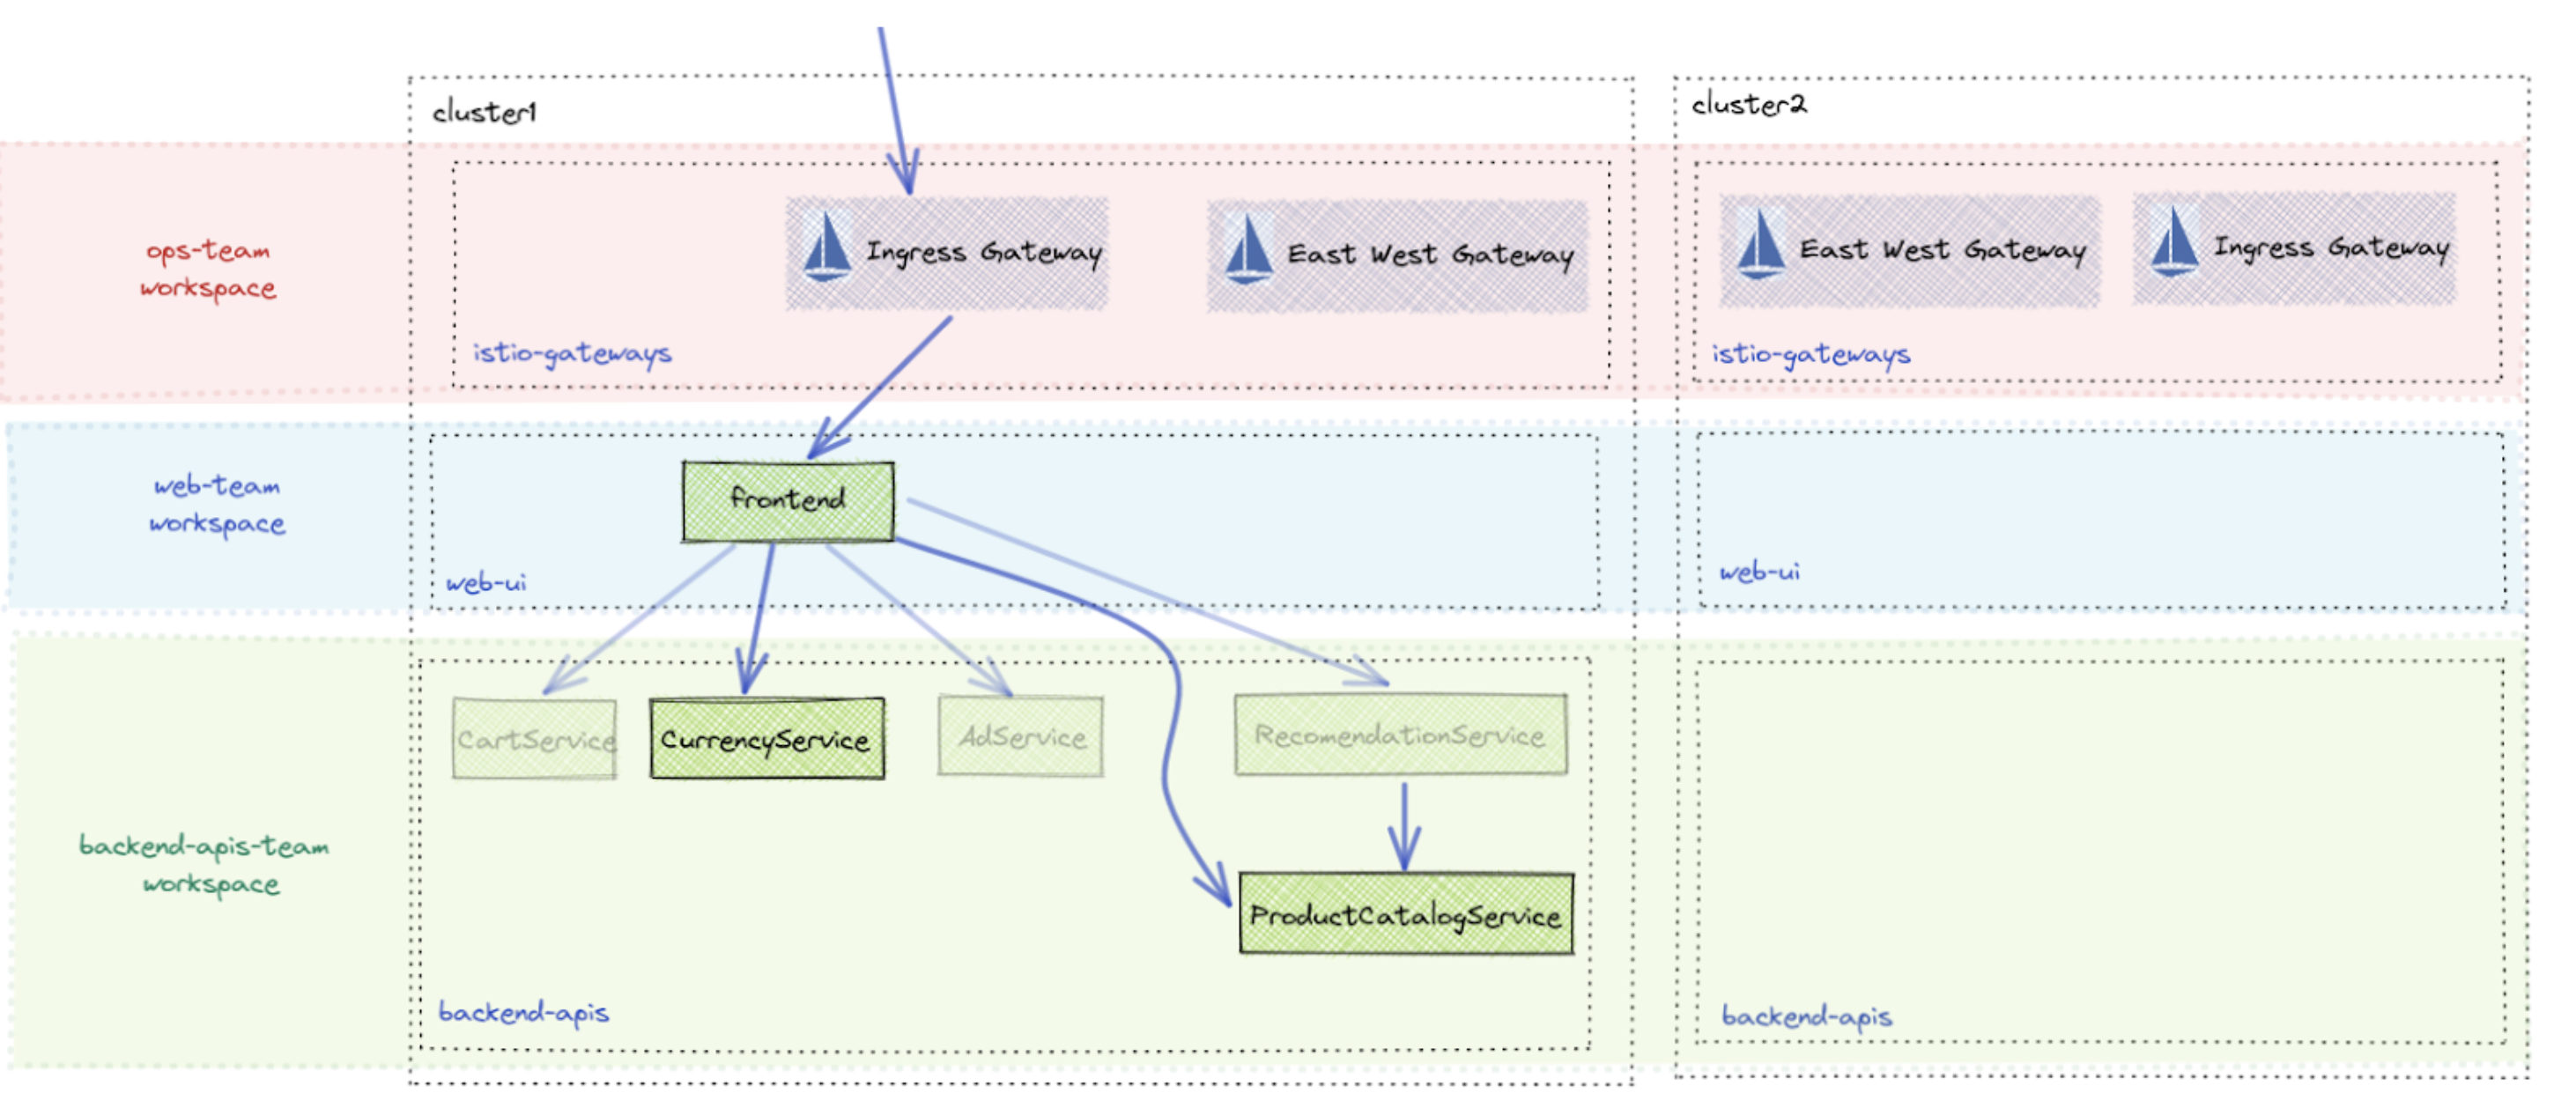 cluster1
cluster2
ops-team
workspace
Ingress Gateway
East West Gateway
East West Gateway
Ingress Gateway
istio-gateways
istio-gateways
web-team
workspace
frontend
web-ui
web-ui
CartService
CurrencyService
AdService
RecomendationService
backend-apis-team
workspace
ProductCatalogService
backend-apis
backend-apis